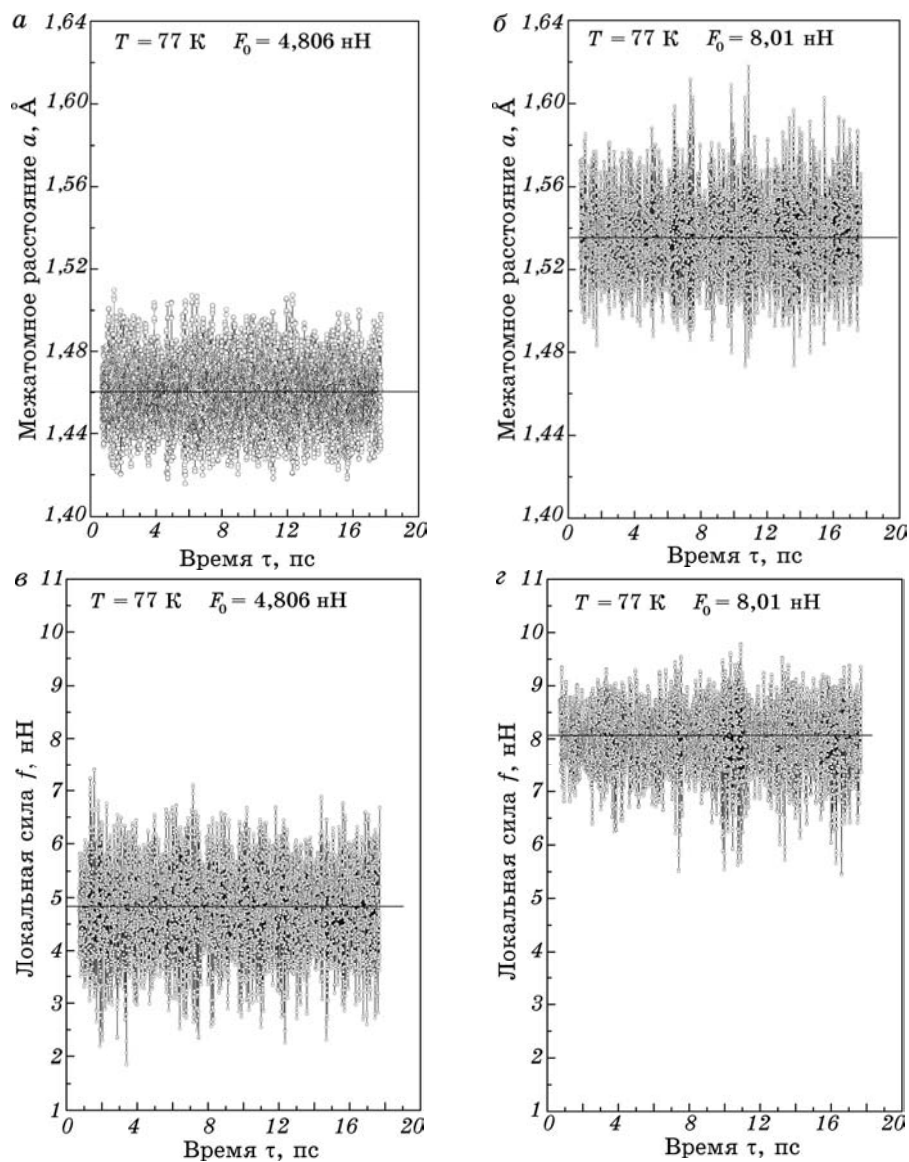 а
T = 77 К F₀ = 4,806 нН
Межатомное расстояние a, Å
1,64
1,60
1,56
1,52
1,48
1,44
1,40
0 4 8 12 16 20
Время τ, пс
б
T = 77 К F₀ = 8,01 нН
Межатомное расстояние a, Å
1,64
1,60
1,56
1,52
1,48
1,44
1,40
0 4 8 12 16 20
Время τ, пс
в
T = 77 К F₀ = 4,806 нН
Локальная сила f, нН
11
10
9
8
7
6
5
4
3
2
1
0 4 8 12 16 20
Время τ, пс
г
T = 77 К F₀ = 8,01 нН
Локальная сила f, нН
11
10
9
8
7
6
5
4
3
2
1
0 4 8 12 16 20
Время τ, пс